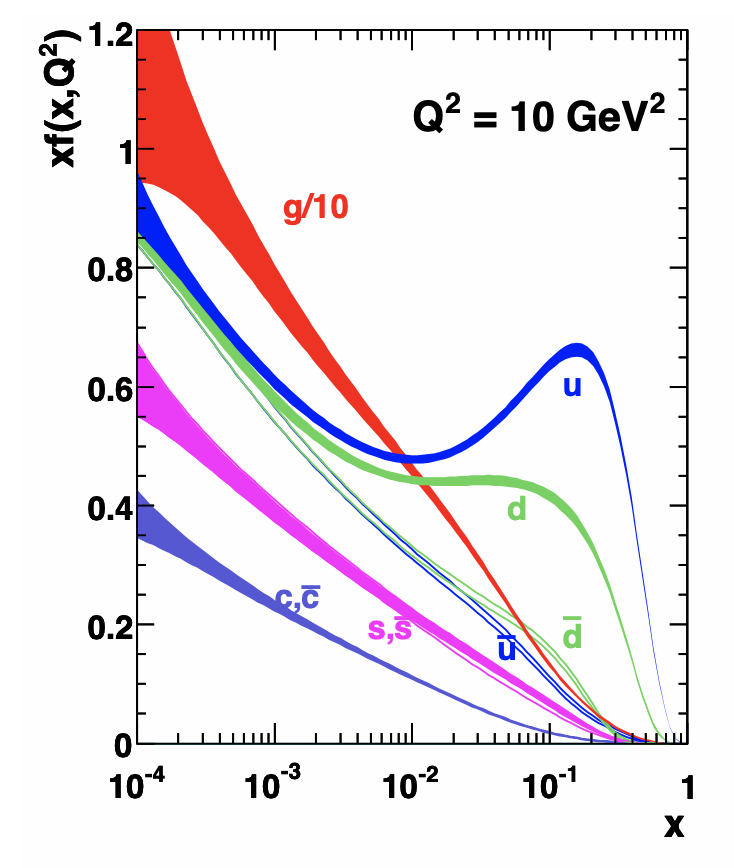 xf(x,Q²)
1.2
1
0.8
0.6
0.4
0.2
0
Q² = 10 GeV²
g/10
u
d
c,c̄
s,s̄
ū
d̄
10⁻⁴
10⁻³
10⁻²
10⁻¹
1
x